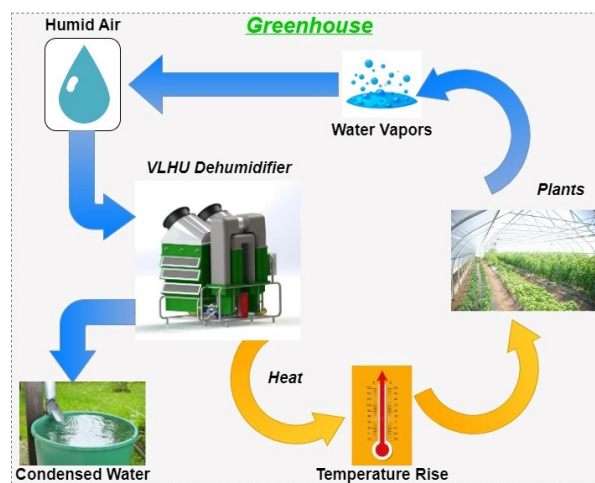 Greenhouse
Humid Air
Water Vapors
VLHU Dehumidifier
Plants
Heat
Condensed Water
Temperature Rise